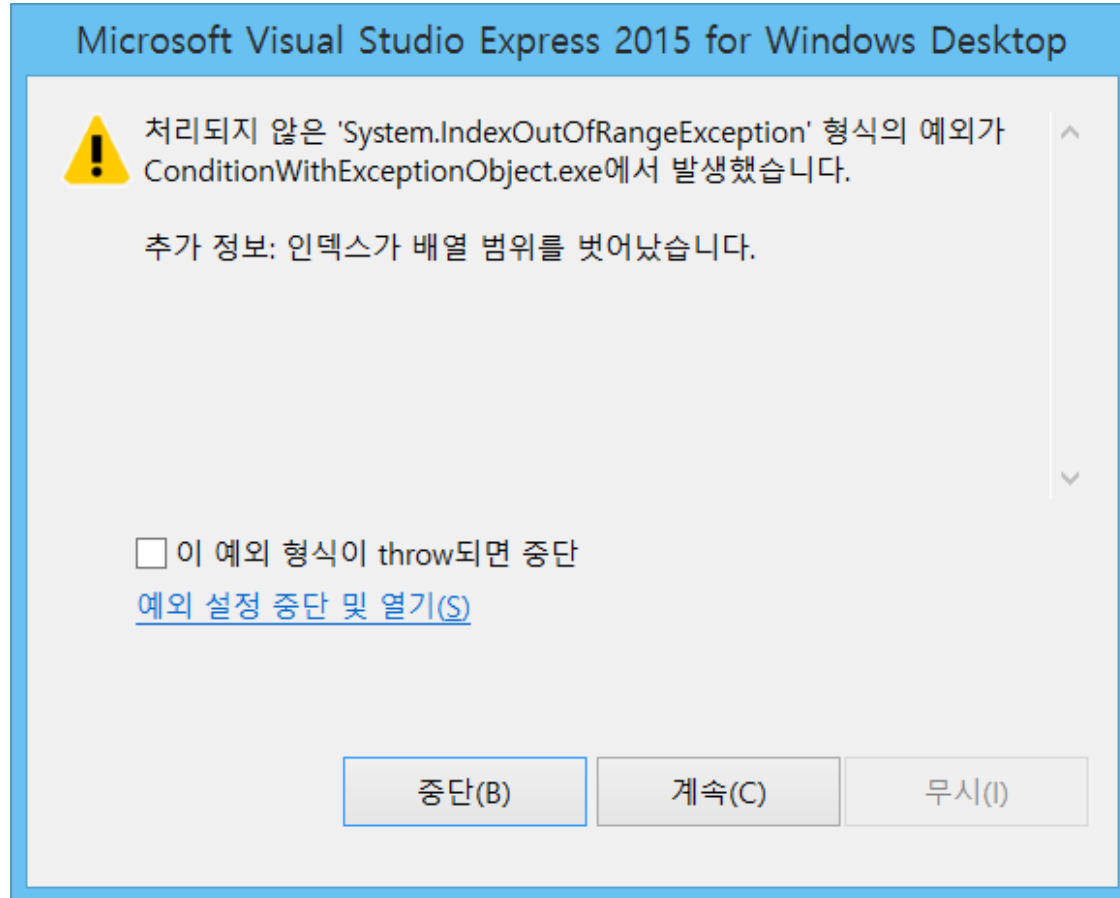 Microsoft Visual Studio Express 2015 for Windows Desktop
처리되지 않은 'System.IndexOutOfRangeException' 형식의 예외가
ConditionWithExceptionObject.exe에서 발생했습니다.
추가 정보: 인덱스가 배열 범위를 벗어났습니다.
이 예외 형식이 throw되면 중단
예외 설정 중단 및 열기(S)
중단(B) 계속(C) 무시(I)